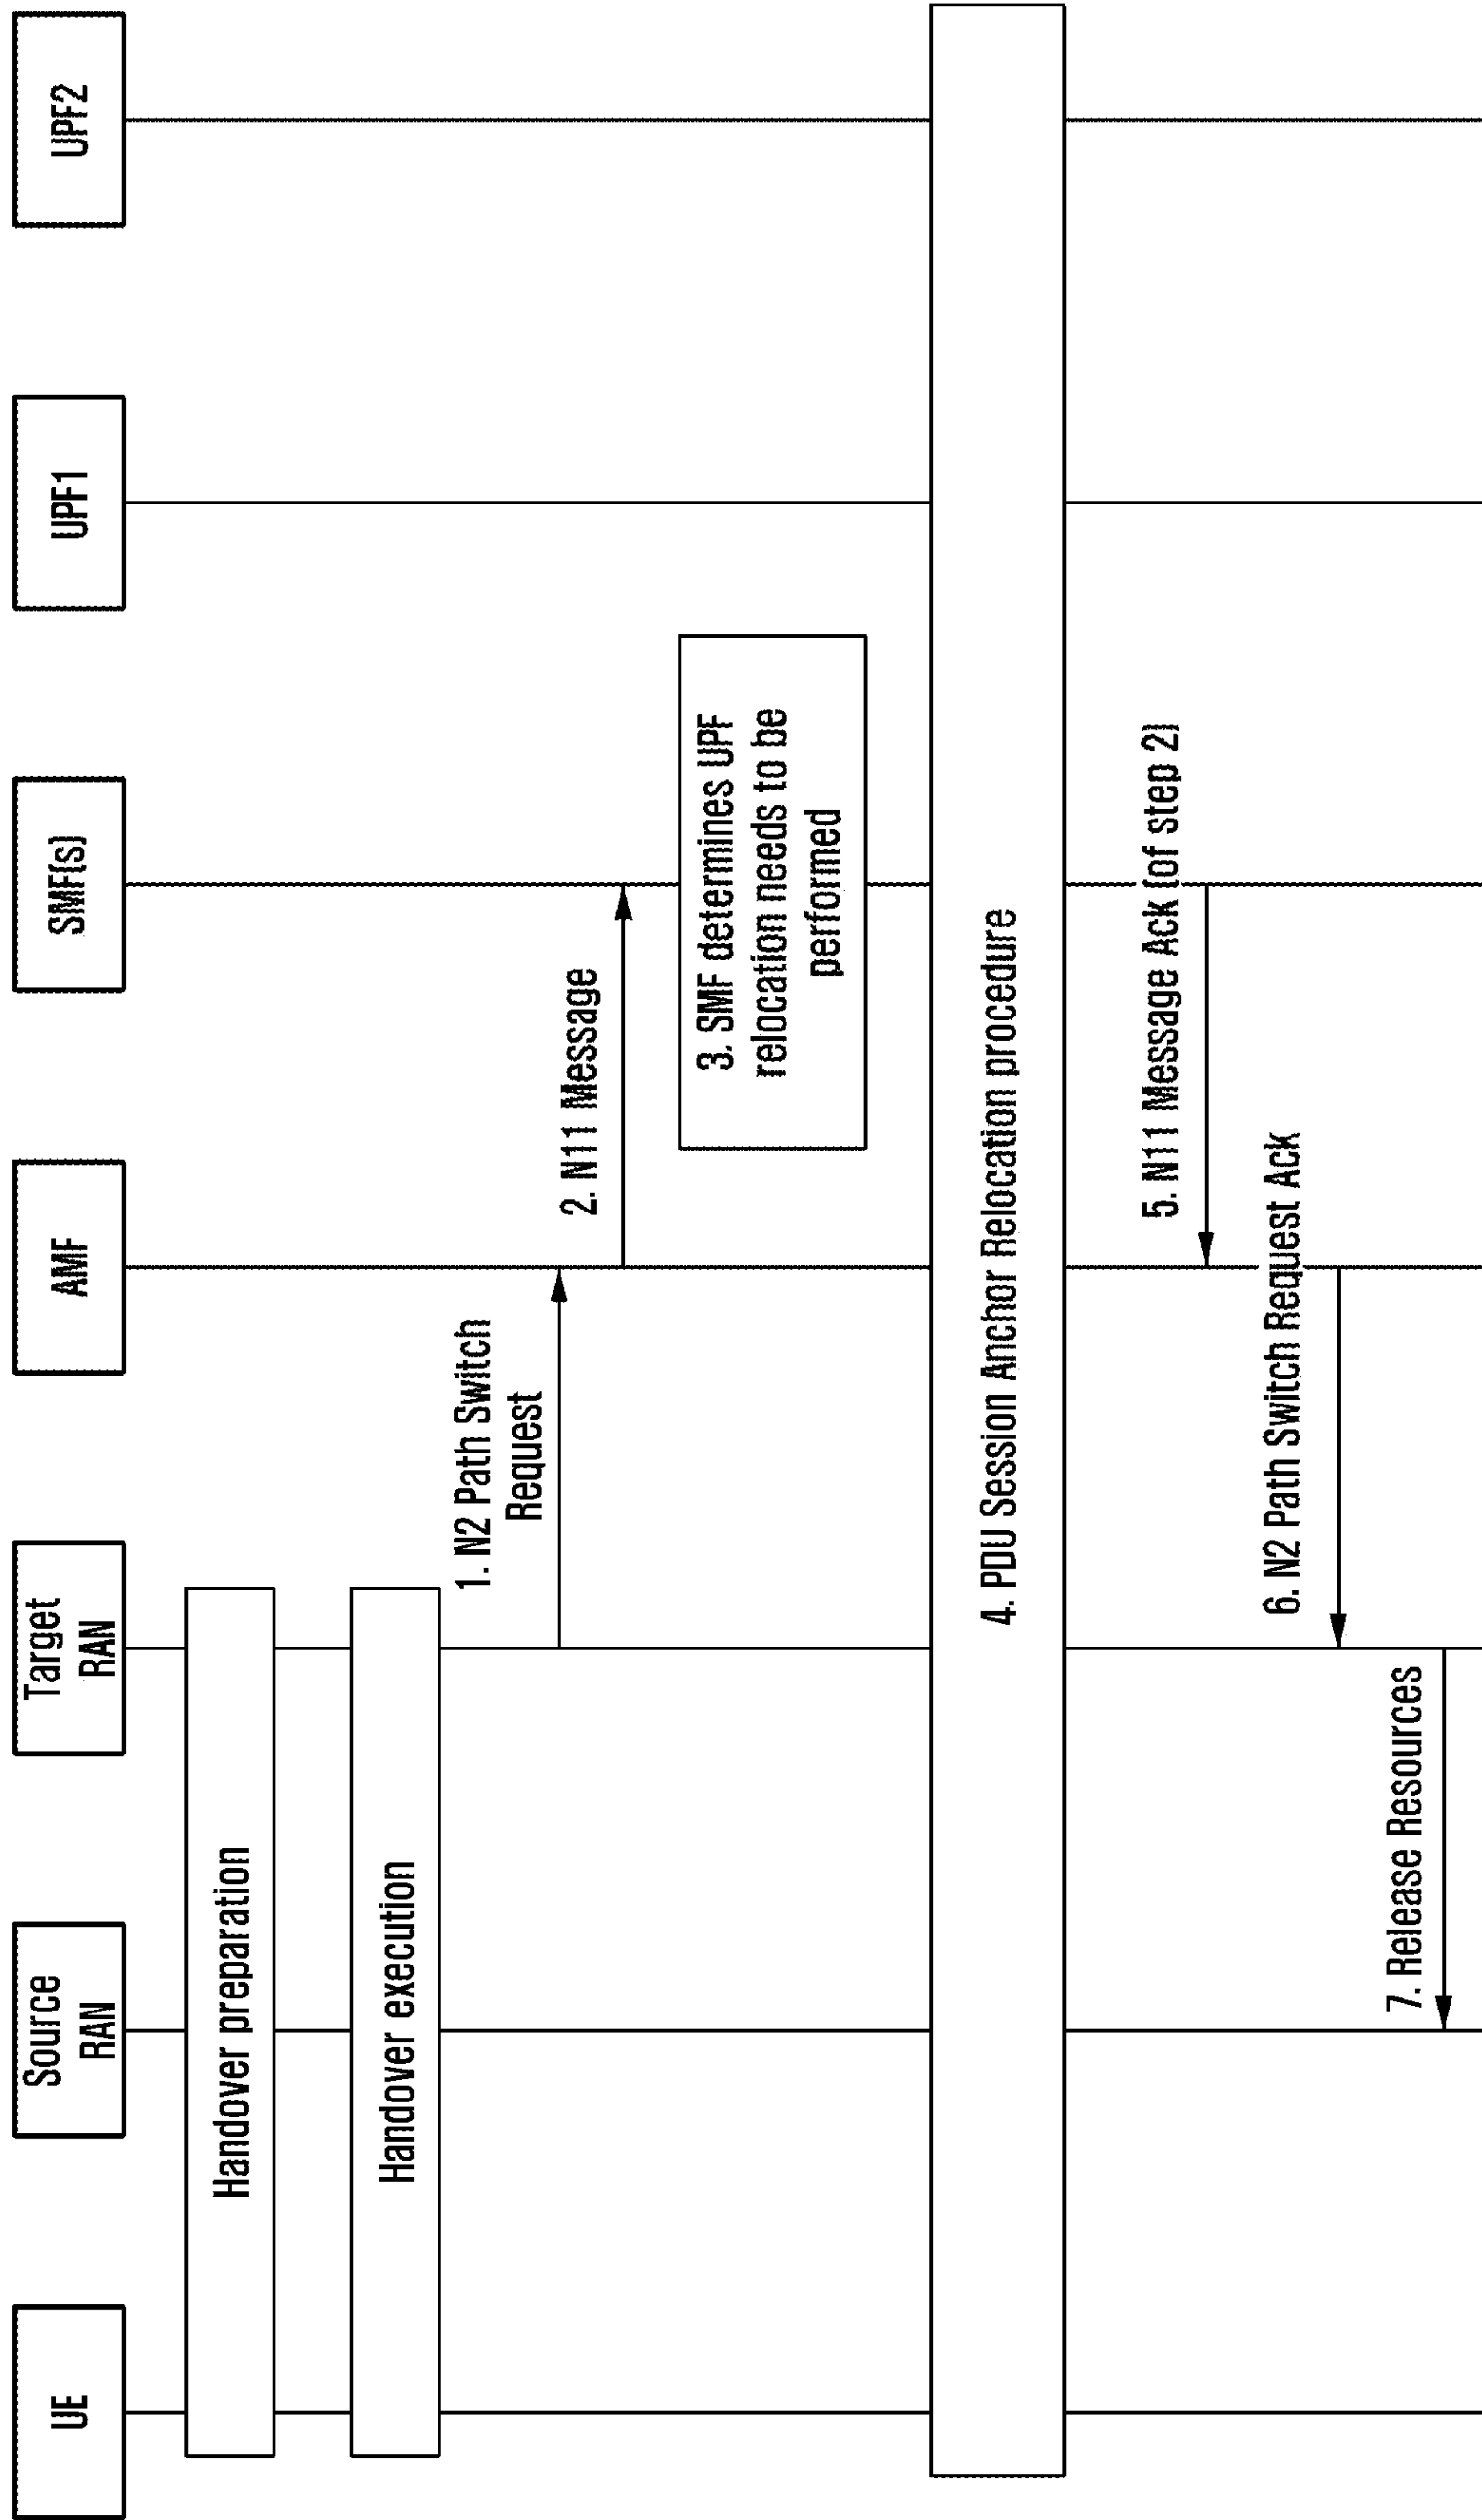 UE
Source
RAN
Target
RAN
AMF
SMF(s)
UPF1
UPF2
Handover preparation
Handover execution
1. N2 Path Switch
Request
2. N11 Message
3. SMF determines UPF
relocation needs to be
performed
4. PDU Session Anchor Relocation procedure
5. N11 Message Ack (of step 2)
6. N2 Path Switch Request Ack
7. Release Resources